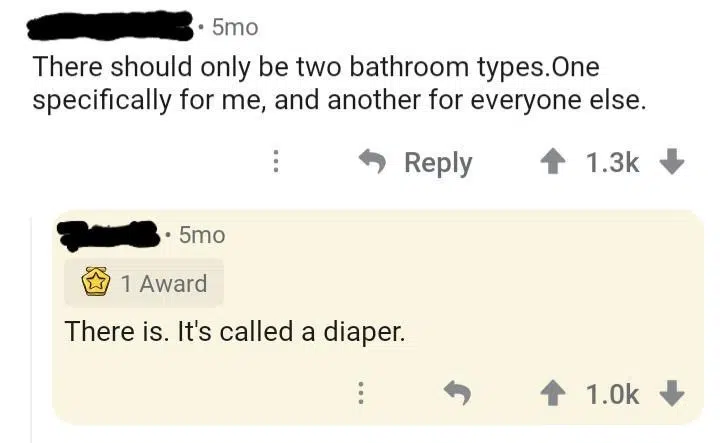 • 5mo
There should only be two bathroom types.One
specifically for me, and another for everyone else.
Reply 1.3k
• 5mo
1 Award
There is. It's called a diaper.
1.0k